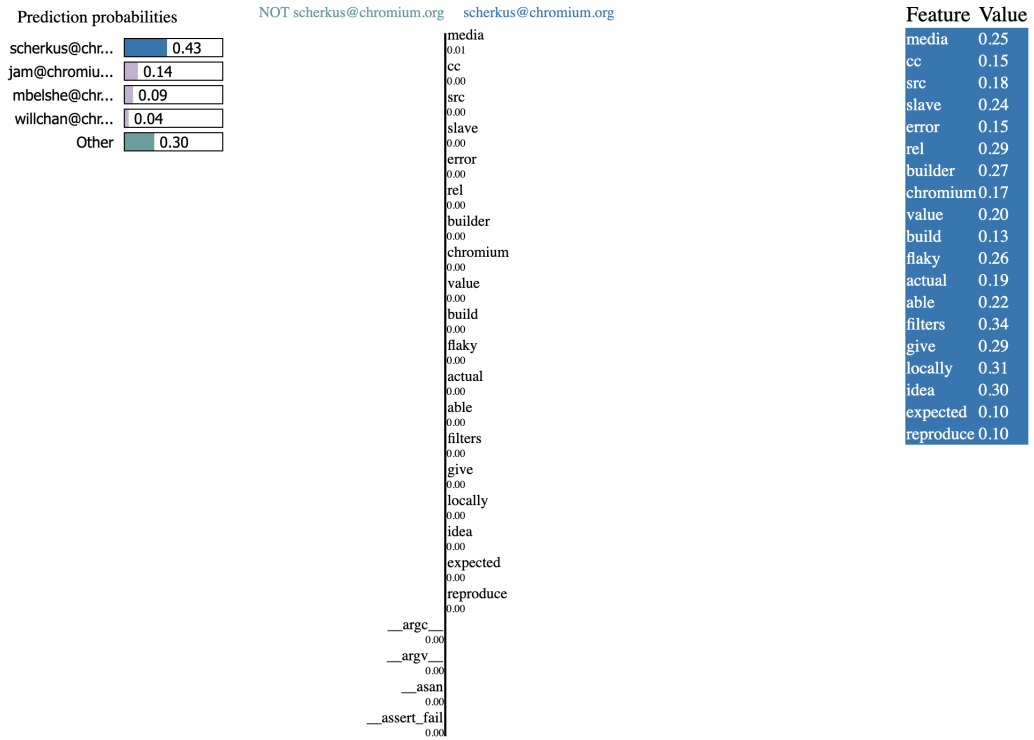 Prediction probabilities
scherkus@chr... 0.43
jam@chromiu... 0.14
mbelshe@chr... 0.09
willchan@chr... 0.04
Other 0.30
NOT scherkus@chromium.org scherkus@chromium.org
media
0.01
cc
0.00
src
0.00
slave
0.00
error
0.00
rel
0.00
builder
0.00
chromium
0.00
value
0.00
build
0.00
flaky
0.00
actual
0.00
able
0.00
filters
0.00
give
0.00
locally
0.00
idea
0.00
expected
0.00
reproduce
0.00
__argc__
0.00
__argv__
0.00
__asan
0.00
__assert_fail
0.00
Feature Value
media 0.25
cc 0.15
src 0.18
slave 0.24
error 0.15
rel 0.29
builder 0.27
chromium 0.17
value 0.20
build 0.13
flaky 0.26
actual 0.19
able 0.22
filters 0.34
give 0.29
locally 0.31
idea 0.30
expected 0.10
reproduce 0.10